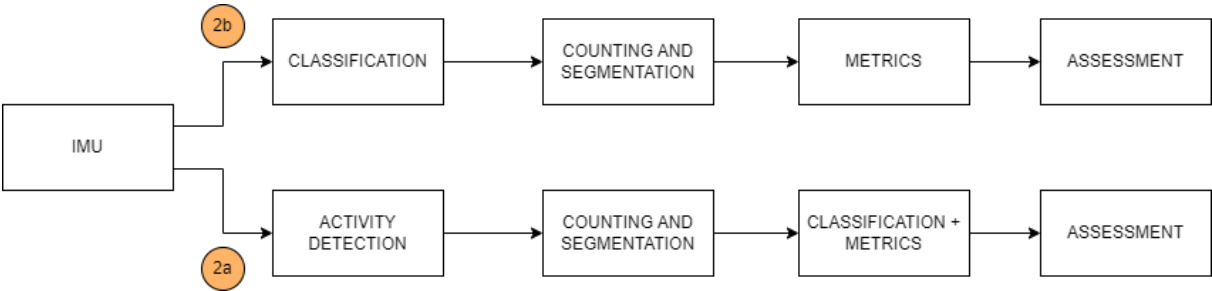 2b
CLASSIFICATION
COUNTING AND
SEGMENTATION
METRICS
ASSESSMENT
IMU
ACTIVITY
DETECTION
COUNTING AND
SEGMENTATION
CLASSIFICATION +
METRICS
ASSESSMENT
2a